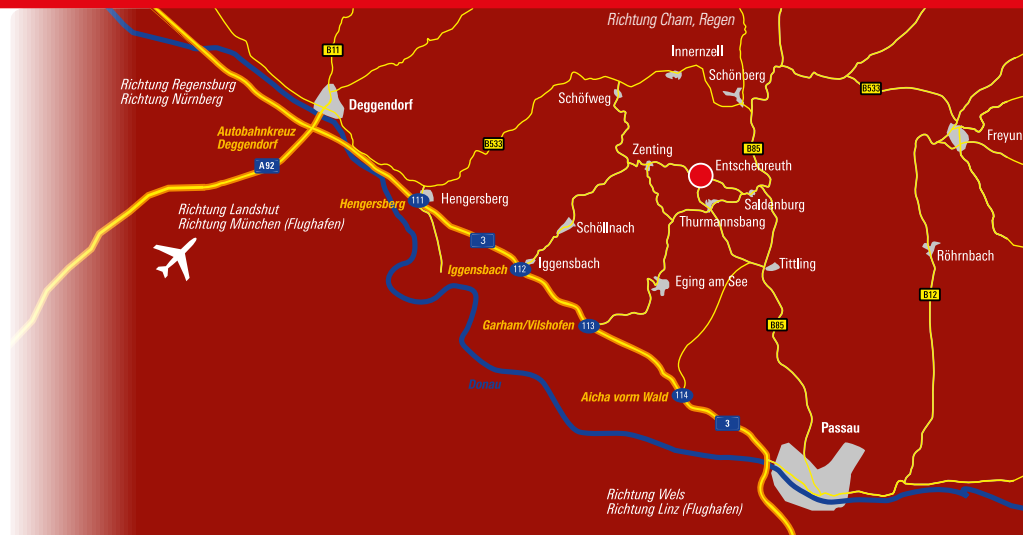 Richtung Cham, Regen
B11
Innernzell
Schönberg
Richtung Regensburg
Richtung Nürnberg
Schöfweg
B533
Deggendorf
Freyun
Autobahnkreuz
Deggendorf
B533
Zenting
B85
A92
Entschenreuth
Hengersberg
111
Hengersberg
Saldenburg
Richtung Landshut
Richtung München (Flughafen)
Thurmannsbang
Schöllnach
3
Röhrnbach
Iggensbach
112
Iggensbach
Tittling
Eging am See
B12
Garham/Vilshofen
113
B85
Donau
Aicha vorm Wald
114
3
Passau
Richtung Wels
Richtung Linz (Flughafen)